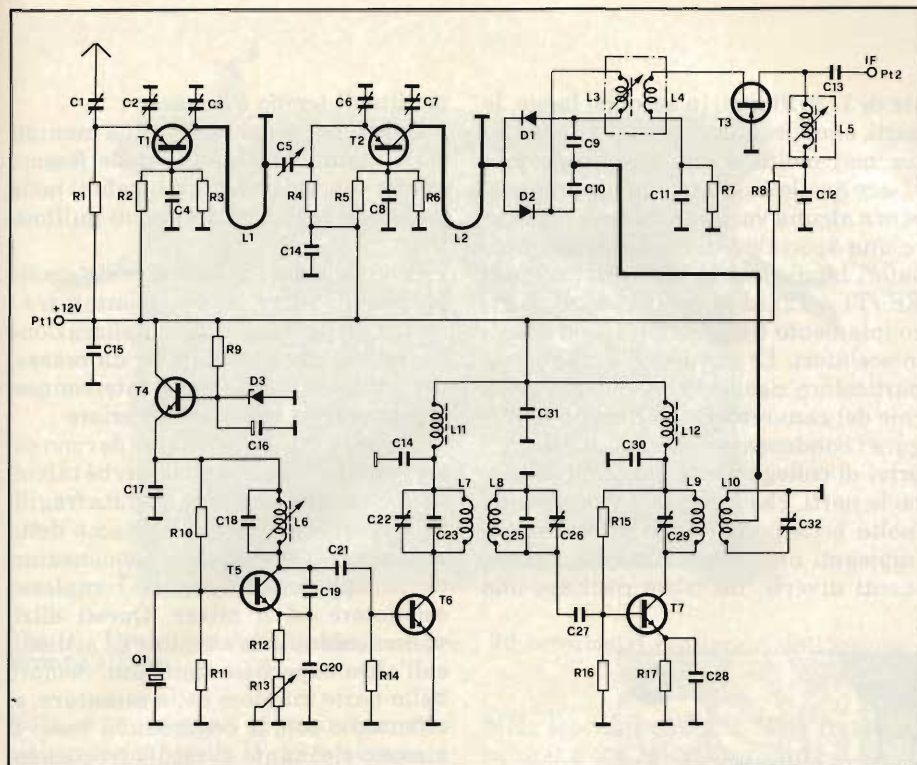 C1 C2 C3 C6 C7
IF
Pt2
C13
L3 L4
T3
L5
T1 C5 T2 D1
C9
C10
R1 R2 C4 R3 R4 R5 C8 R6 D2 C11 R7 R8 C12
L1 L2
C14
+12V
Pt1
C15 R9
T4 D3
C16
L11 C31 L12
C14 C30
C17
R10 C18 L6
C22 C23 L7 L8 C25 C26 R15 C29 L9 L10 C32
C21
T5 C19 T6 T7
C27
Q1 R11 R12 R13 C20 R14 R16 R17 C28